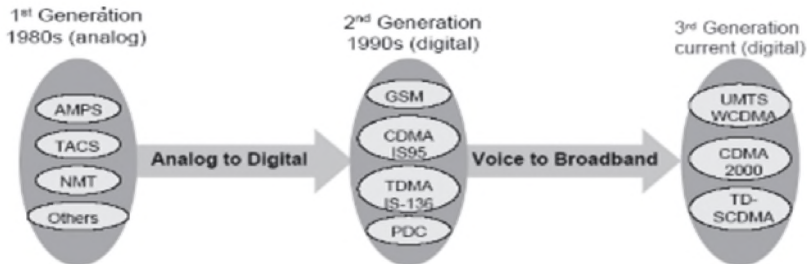 1st Generation
1980s (analog)
AMPS
TACS
NMT
Others
Analog to Digital
2nd Generation
1990s (digital)
GSM
CDMA
IS95
TDMA
IS-136
PDC
Voice to Broadband
3rd Generation
current (digital)
UMTS
WCDMA
CDMA
2000
TD-
SCDMA